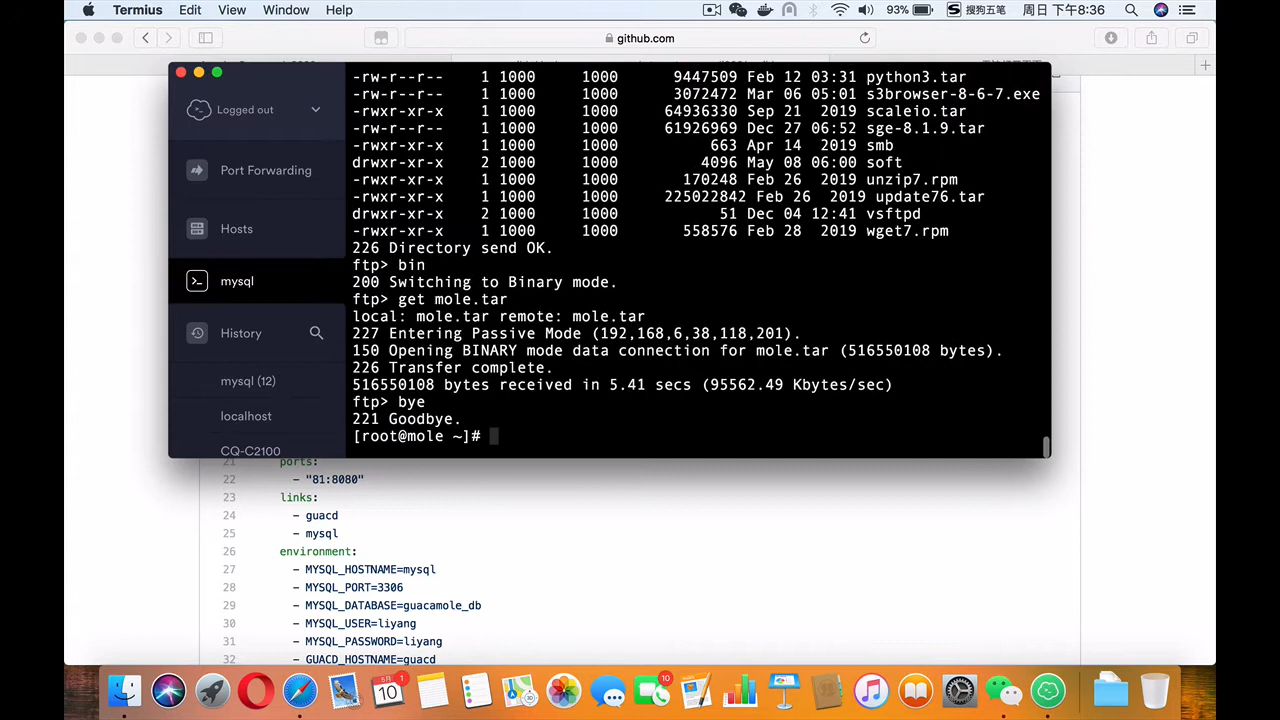 Termius Edit View Window Help 93% S 搜狗五笔 周日 下午8:36
github.com
Logged out
Port Forwarding
Hosts
mysql
History
mysql (12)
localhost
CQ-C2100
-rw-r--r-- 1 1000 1000 9447509 Feb 12 03:31 python3.tar
-rw-r--r-- 1 1000 1000 3072472 Mar 06 05:01 s3browser-8-6-7.exe
-rwxr-xr-x 1 1000 1000 64936330 Sep 21 2019 scaleio.tar
-rw-r--r-- 1 1000 1000 61926969 Dec 27 06:52 sge-8.1.9.tar
-rwxr-xr-x 1 1000 1000 663 Apr 14 2019 smb
drwxr-xr-x 2 1000 1000 4096 May 08 06:00 soft
-rwxr-xr-x 1 1000 1000 170248 Feb 26 2019 unzip7.rpm
-rwxr-xr-x 1 1000 1000 225022842 Feb 26 2019 update76.tar
drwxr-xr-x 2 1000 1000 51 Dec 04 12:41 vsftpd
-rwxr-xr-x 1 1000 1000 558576 Feb 28 2019 wget7.rpm
226 Directory send OK.
ftp> bin
200 Switching to Binary mode.
ftp> get mole.tar
local: mole.tar remote: mole.tar
227 Entering Passive Mode (192,168,6,38,118,201).
150 Opening BINARY mode data connection for mole.tar (516550108 bytes).
226 Transfer complete.
516550108 bytes received in 5.41 secs (95562.49 Kbytes/sec)
ftp> bye
221 Goodbye.
[root@mole ~]#
21 ports:
22 - "81:8080"
23 links:
24 - guacd
25 - mysql
26 environment:
27 - MYSQL_HOSTNAME=mysql
28 - MYSQL_PORT=3306
29 - MYSQL_DATABASE=guacamole_db
30 - MYSQL_USER=liyang
31 - MYSQL_PASSWORD=liyang
32 - GUACD_HOSTNAME=guacd
5月 1
10
10